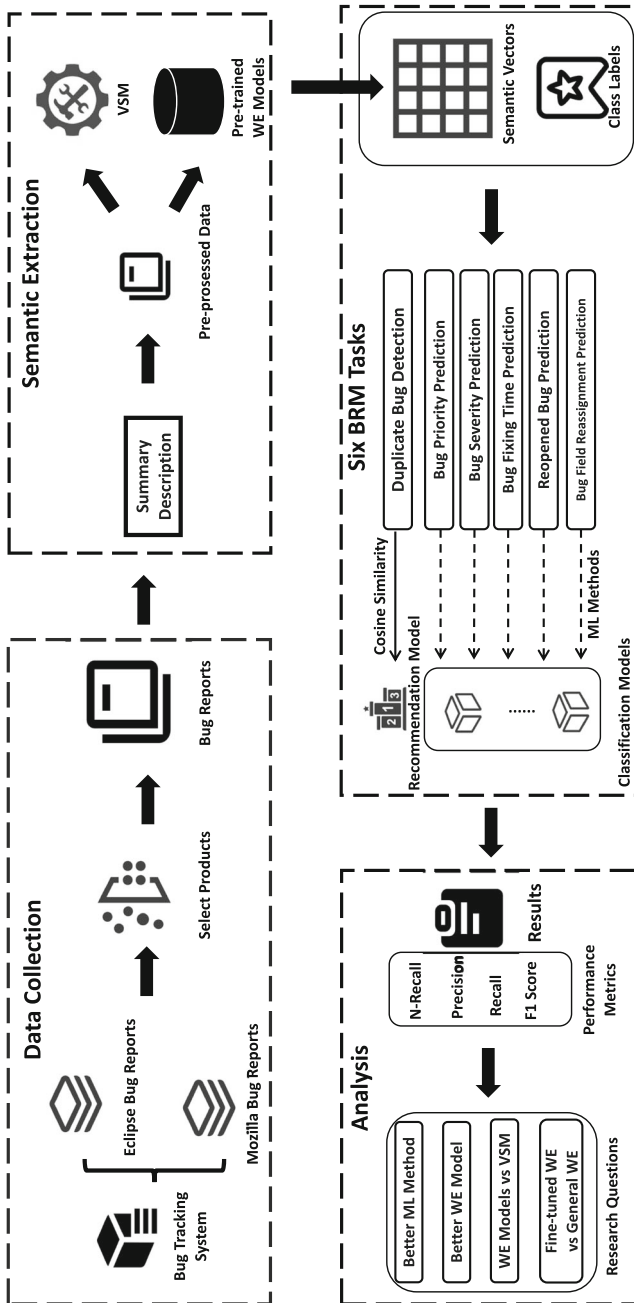 Data Collection
Bug Tracking
System
Eclipse Bug Reports
Mozilla Bug Reports
Select Products
Bug Reports
Semantic Extraction
Summary
Description
Pre-prosessed Data
VSM
Pre-trained
WE Models
Semantic Vectors
Class Labels
Six BRM Tasks
Duplicate Bug Detection
Bug Priority Prediction
Bug Severity Prediction
Bug Fixing Time Prediction
Reopened Bug Prediction
Bug Field Reassignment Prediction
Cosine Similarity
ML Methods
2 1 3
Recommendation Model
......
Classification Models
Analysis
Results
N-Recall
Precision
Recall
F1 Score
Performance
Metrics
Better ML Method
Better WE Model
WE Models vs VSM
Fine-tuned WE
vs General WE
Research Questions